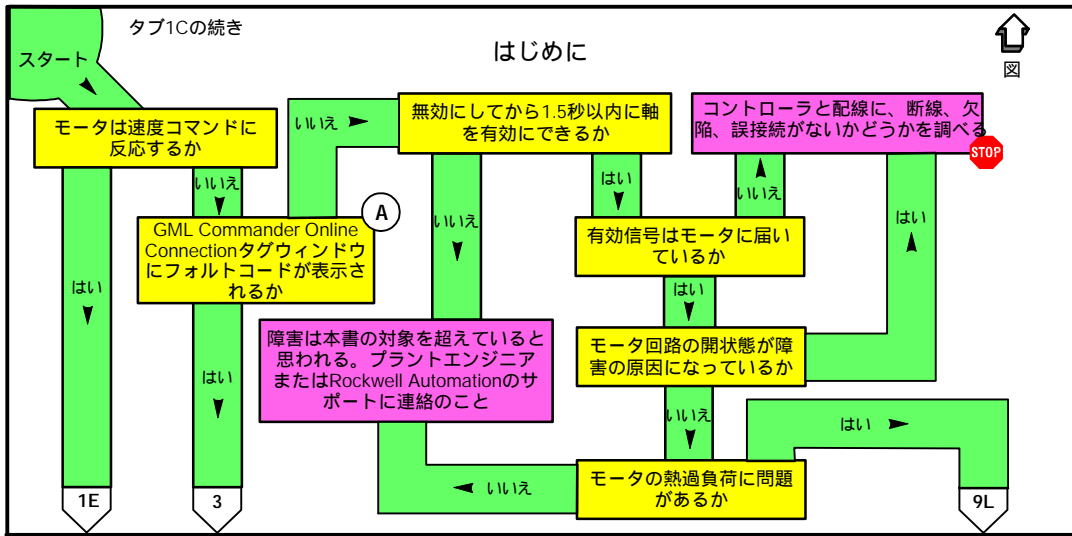 タブ1Cの続き
はじめに
図
スタート
モータは速度コマンドに
反応するか
はい
いいえ
GML Commander Online
Connectionタグウィンドウ
にフォルトコードが表示さ
れるか
A
はい
いいえ
無効にしてから1.5秒以内に軸
を有効にできるか
いいえ
はい
障害は本書の対象を超えていると
思われる。プラントエンジニア
またはRockwell Automationのサ
ポートに連絡のこと
有効信号はモータに届い
ているか
いいえ
はい
コントローラと配線に、断線、欠
陥、誤接続がないかどうかを調べる
STOP
モータ回路の開状態が障
害の原因になっているか
はい
いいえ
モータの熱過負荷に問題
があるか
いいえ
はい
1E
3
9L